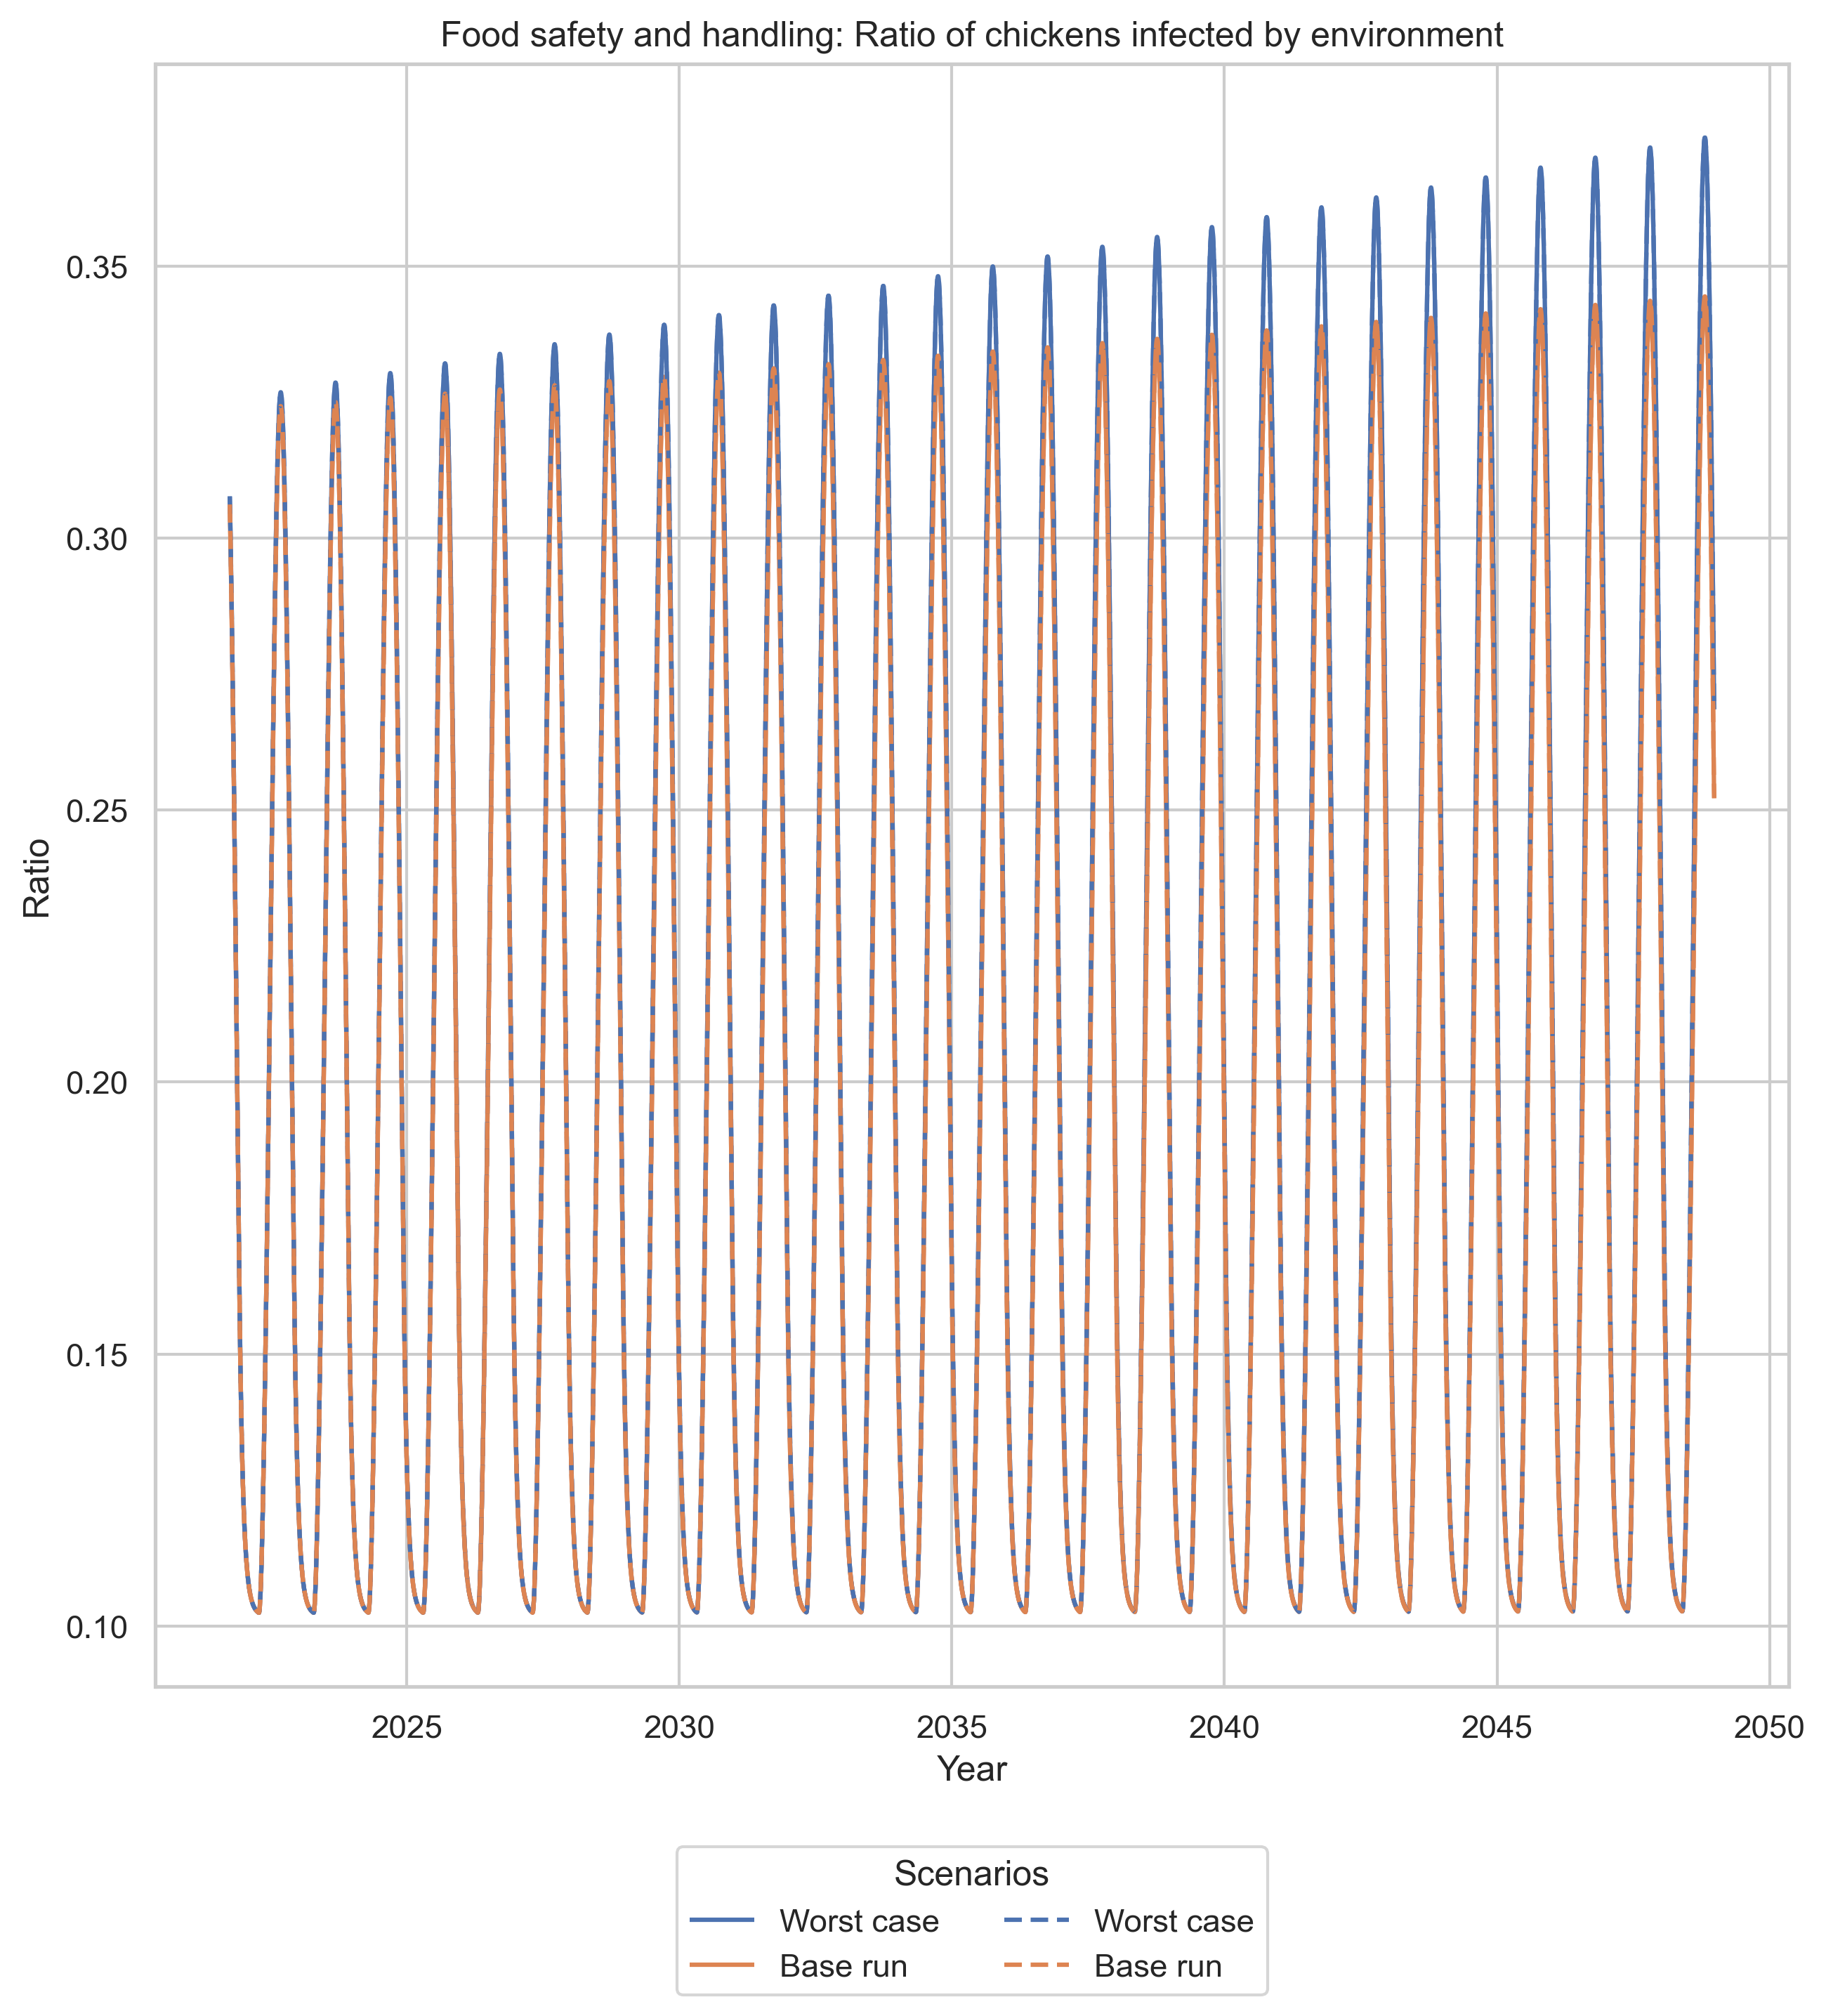 Food safety and handling: Ratio of chickens infected by environment
0.35
0.30
0.25
0.20
0.15
0.10
Ratio
2025 2030 2035 2040 2045 2050
Year
Scenarios
Worst case Worst case
Base run Base run